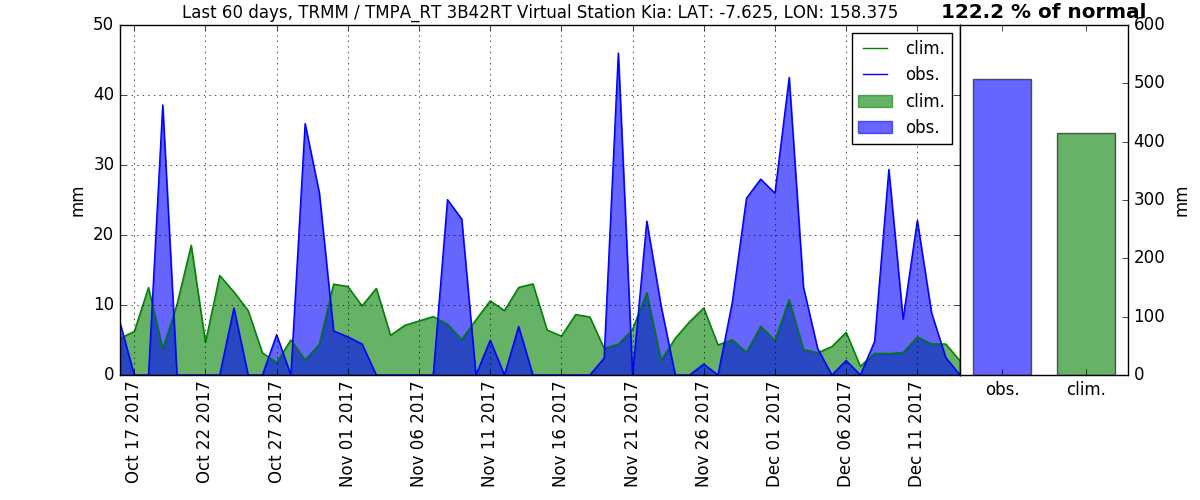 Last 60 days, TRMM / TMPA_RT 3B42RT Virtual Station Kia: LAT: -7.625, LON: 158.375
122.2 % of normal
50
40
30
20
10
0
mm
clim.
obs.
clim.
obs.
Oct 17 2017
Oct 22 2017
Oct 27 2017
Nov 01 2017
Nov 06 2017
Nov 11 2017
Nov 16 2017
Nov 21 2017
Nov 26 2017
Dec 01 2017
Dec 06 2017
Dec 11 2017
600
500
400
300
200
100
0
mm
obs.
clim.